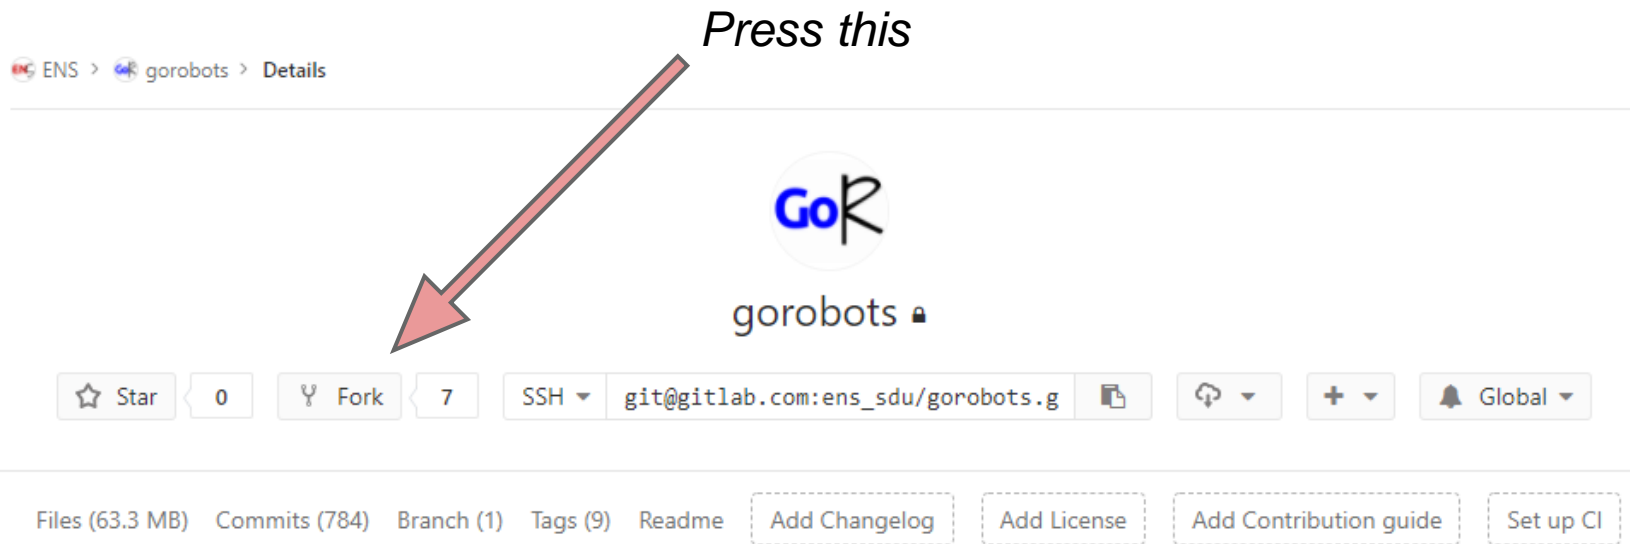 Press this
ENS > gorobots > Details
GoR
gorobots
Star 0 Fork 7 SSH git@gitlab.com:ens_sdu/gorobots.g Global
Files (63.3 MB) Commits (784) Branch (1) Tags (9) Readme Add Changelog Add License Add Contribution guide Set up CI